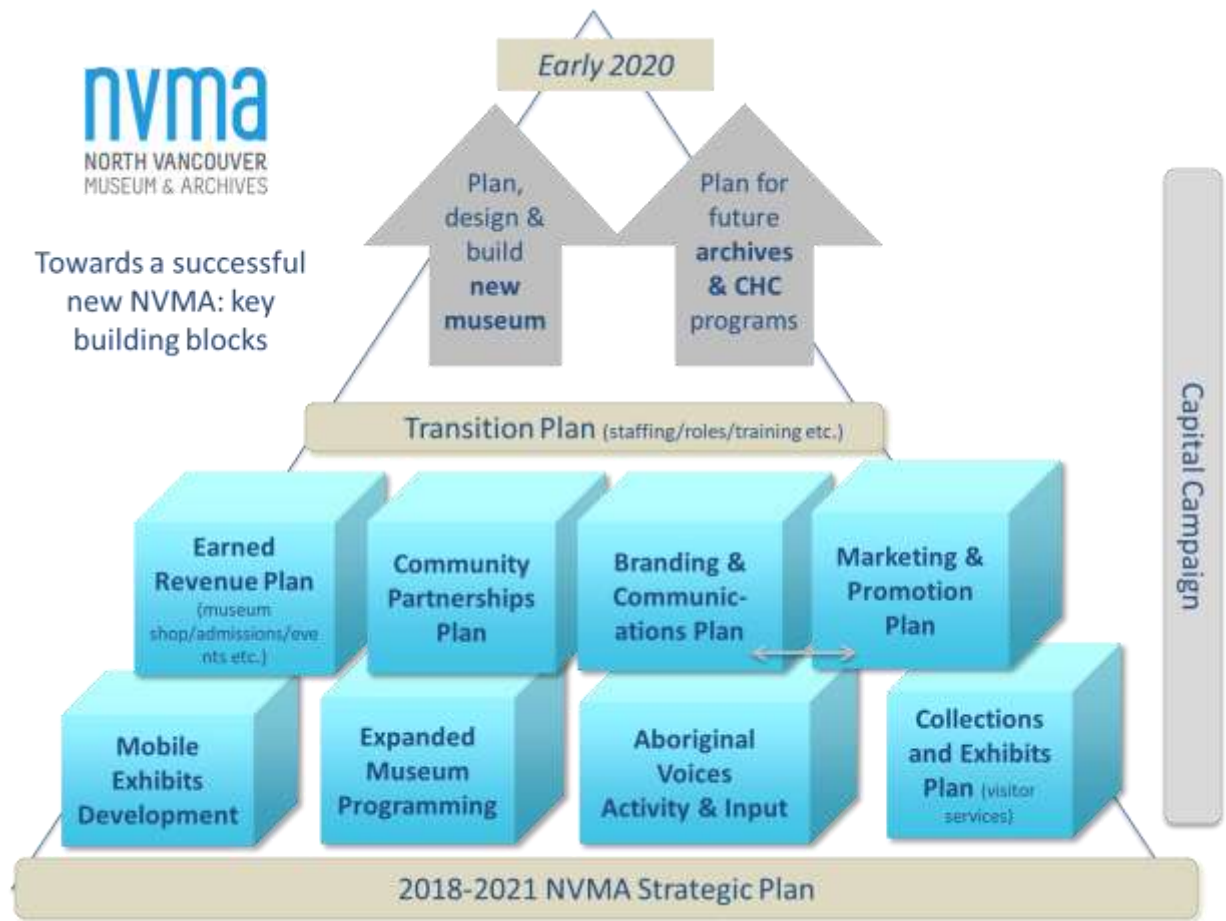 Early 2020
nvma
NORTH VANCOUVER
MUSEUM & ARCHIVES
Towards a successful
new NVMA: key
building blocks
Plan,
design &
build
new
museum
Plan for
future
archives
& CHC
programs
Capital Campaign
Transition Plan (staffing/roles/training etc.)
Earned
Revenue Plan
(museum
shop/admissions/eve
nts etc.)
Community
Partnerships
Plan
Branding &
Communic-
ations Plan
Marketing &
Promotion
Plan
Mobile
Exhibits
Development
Expanded
Museum
Programming
Aboriginal
Voices
Activity & Input
Collections
and Exhibits
Plan (visitor
services)
2018-2021 NVMA Strategic Plan